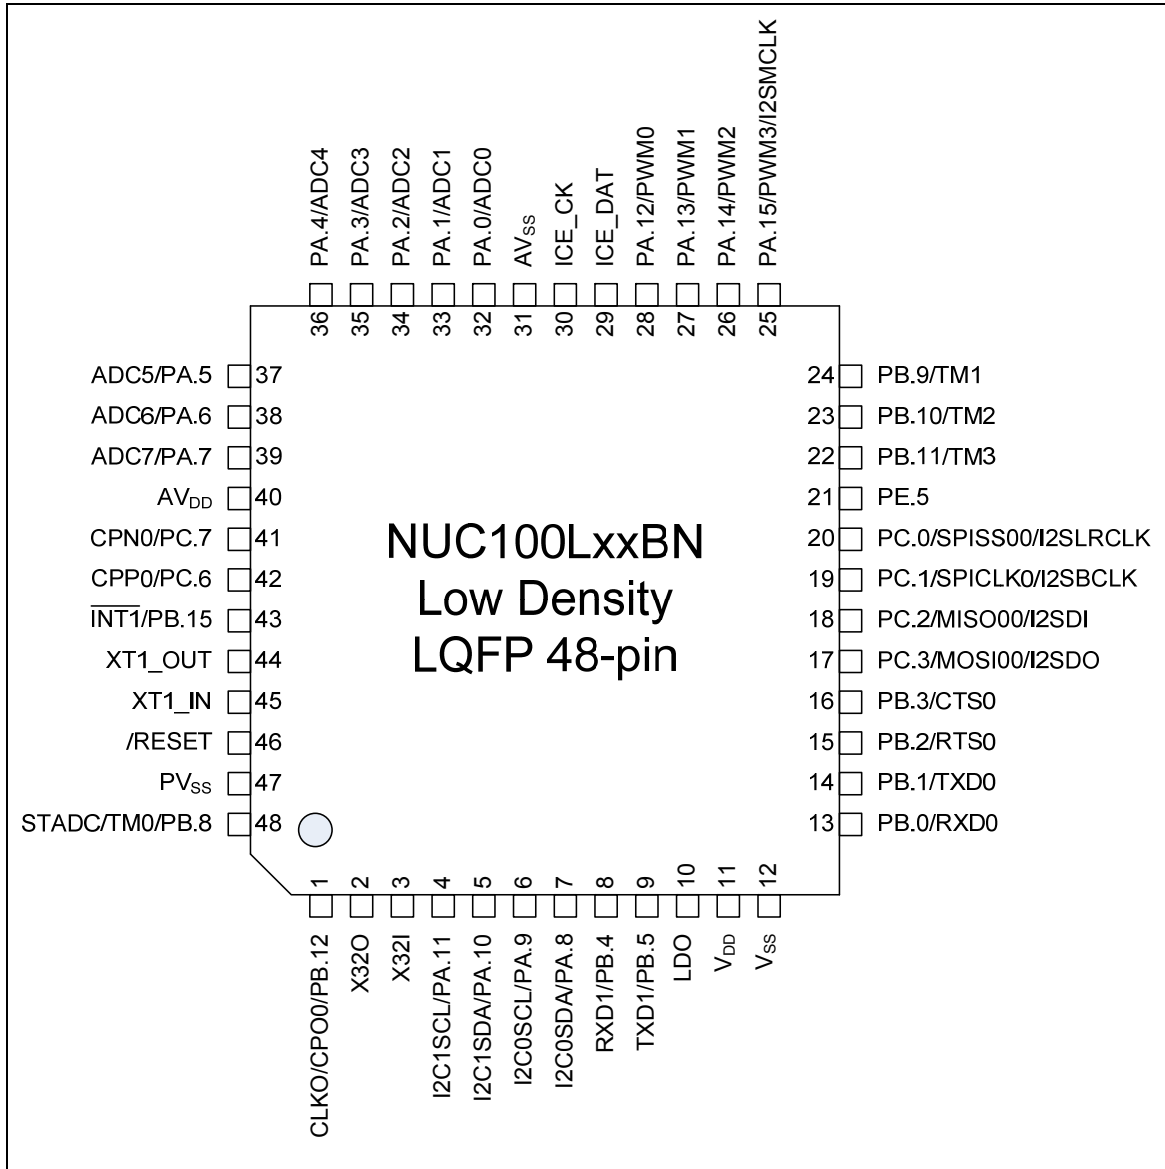 PA.4/ADC4
PA.3/ADC3
PA.2/ADC2
PA.1/ADC1
PA.0/ADC0
AVSS
ICE_CK
ICE_DAT
PA.12/PWM0
PA.13/PWM1
PA.14/PWM2
PA.15/PWM3/I2SMCLK
36
35
34
33
32
31
30
29
28
27
26
25
ADC5/PA.5 37
ADC6/PA.6 38
ADC7/PA.7 39
AVDD 40
CPN0/PC.7 41
CPP0/PC.6 42
INT1/PB.15 43
XT1_OUT 44
XT1_IN 45
/RESET 46
PVSS 47
STADC/TM0/PB.8 48
NUC100LxxBN
Low Density
LQFP 48-pin
24 PB.9/TM1
23 PB.10/TM2
22 PB.11/TM3
21 PE.5
20 PC.0/SPISS00/I2SLRCLK
19 PC.1/SPICLK0/I2SBCLK
18 PC.2/MISO00/I2SDI
17 PC.3/MOSI00/I2SDO
16 PB.3/CTS0
15 PB.2/RTS0
14 PB.1/TXD0
13 PB.0/RXD0
1
2
3
4
5
6
7
8
9
10
11
12
CLKO/CPO0/PB.12
X32O
X32I
I2C1SCL/PA.11
I2C1SDA/PA.10
I2C0SCL/PA.9
I2C0SDA/PA.8
RXD1/PB.4
TXD1/PB.5
LDO
VDD
VSS